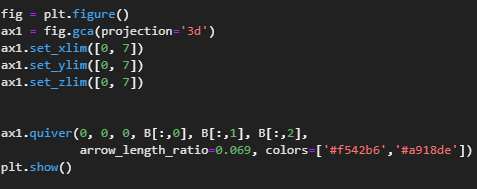 fig = plt.figure()
ax1 = fig.gca(projection='3d')
ax1.set_xlim([0, 7])
ax1.set_ylim([0, 7])
ax1.set_zlim([0, 7])
ax1.quiver(0, 0, 0, B[:,0], B[:,1], B[:,2],
arrow_length_ratio=0.069, colors=['#f542b6','#a918de'])
plt.show()